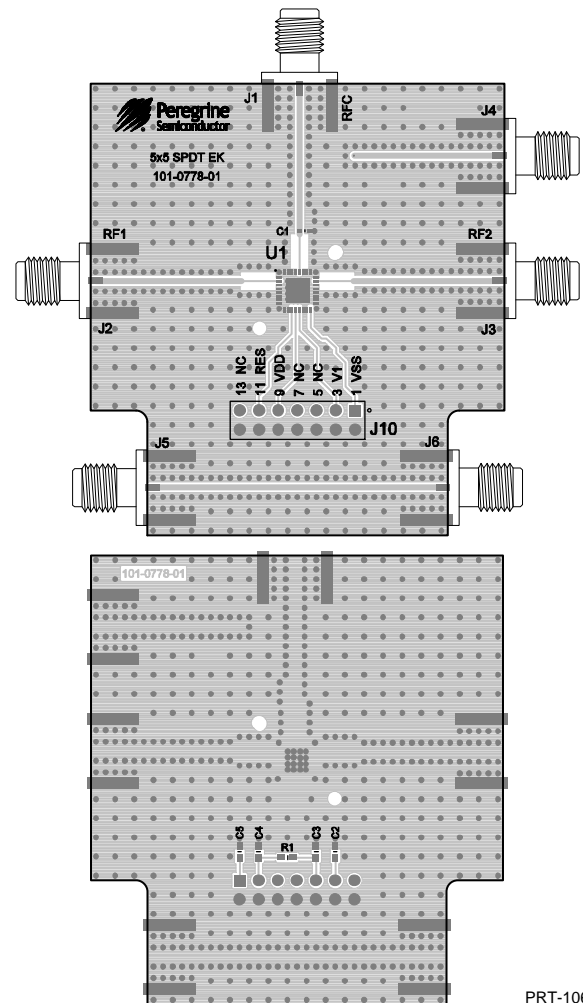 J1
RFC
Peregrine
Semiconductor
J4
5x5 SPDT EK
101-0778-01
C1
RF1
U1
RF2
J2
J3
13 NC
11 RES
9 VDD
7 NC
5 NC
3 V1
1 VSS
J10
J5
J6
101-0778-01
C5
C4
R1
C3
C2